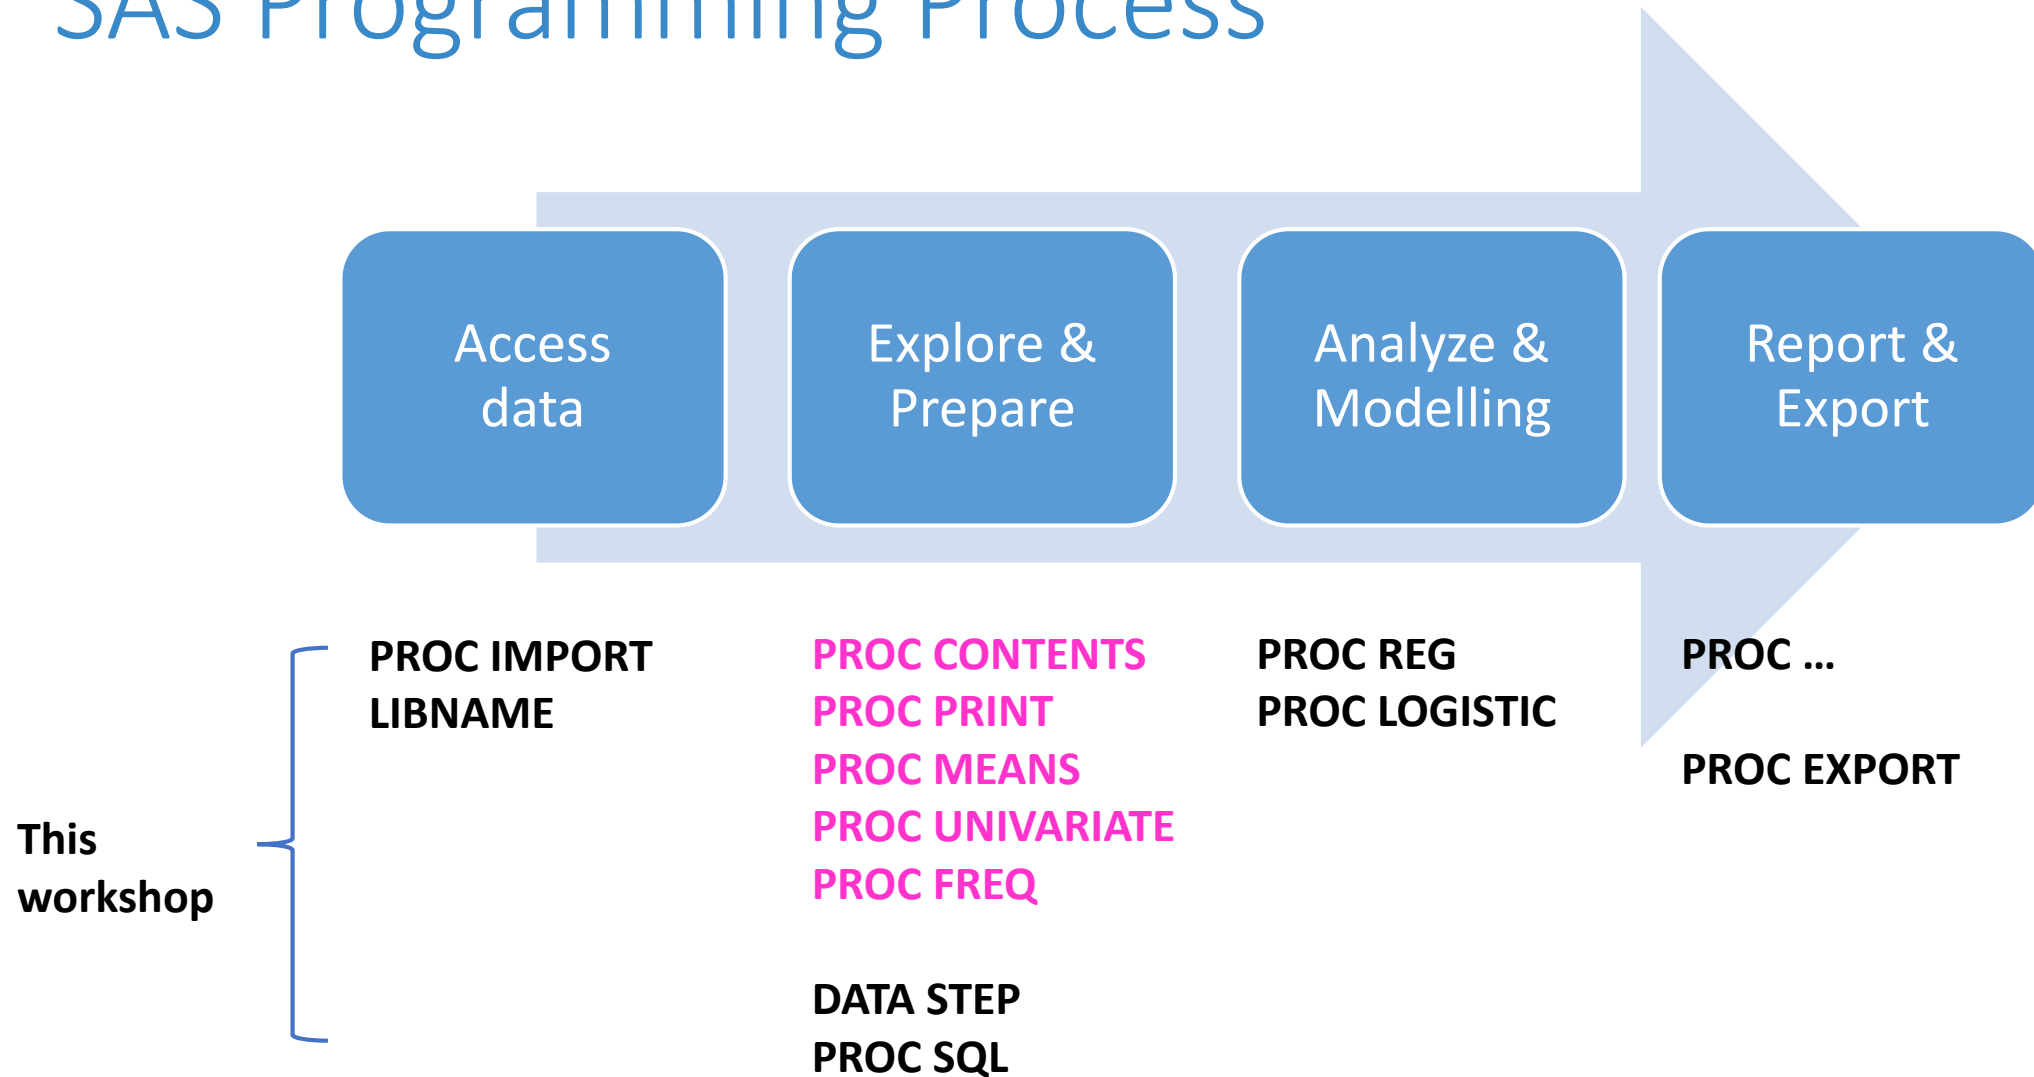 SAS Programming Process
Access
data
Explore &
Prepare
Analyze &
Modelling
Report &
Export
This
workshop
PROC IMPORT
LIBNAME
PROC CONTENTS
PROC PRINT
PROC MEANS
PROC UNIVARIATE
PROC FREQ
DATA STEP
PROC SQL
PROC REG
PROC LOGISTIC
PROC …
PROC EXPORT